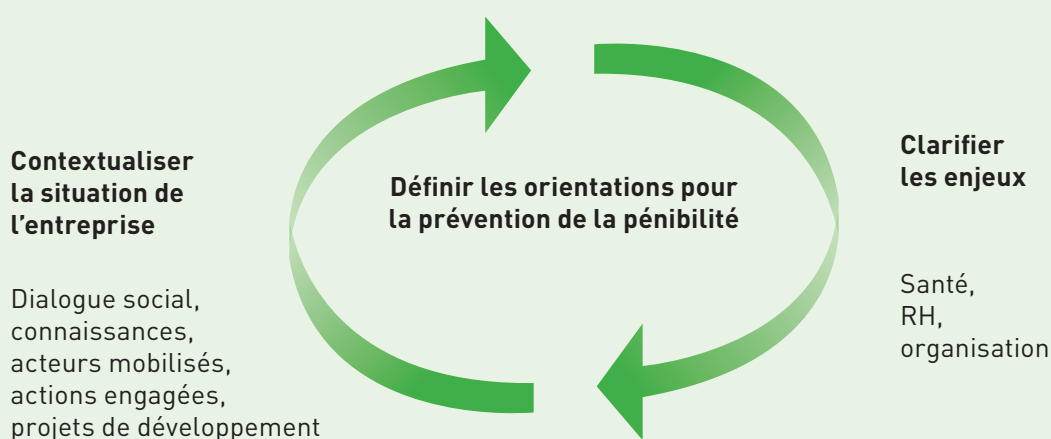 Contextualiser
la situation de
l’entreprise
Dialogue social,
connaissances,
acteurs mobilisés,
actions engagées,
projets de développement
Définir les orientations pour
la prévention de la pénibilité
Clarifier
les enjeux
Santé,
RH,
organisation